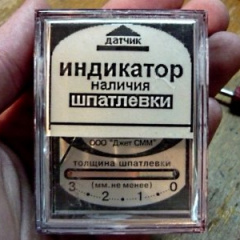 датчик
ИНДИКАТОР
наличия
шпатлевки
ООО "Джет СММ"
толщина шпатлевки
3 (мм.не менее) 0
2 1